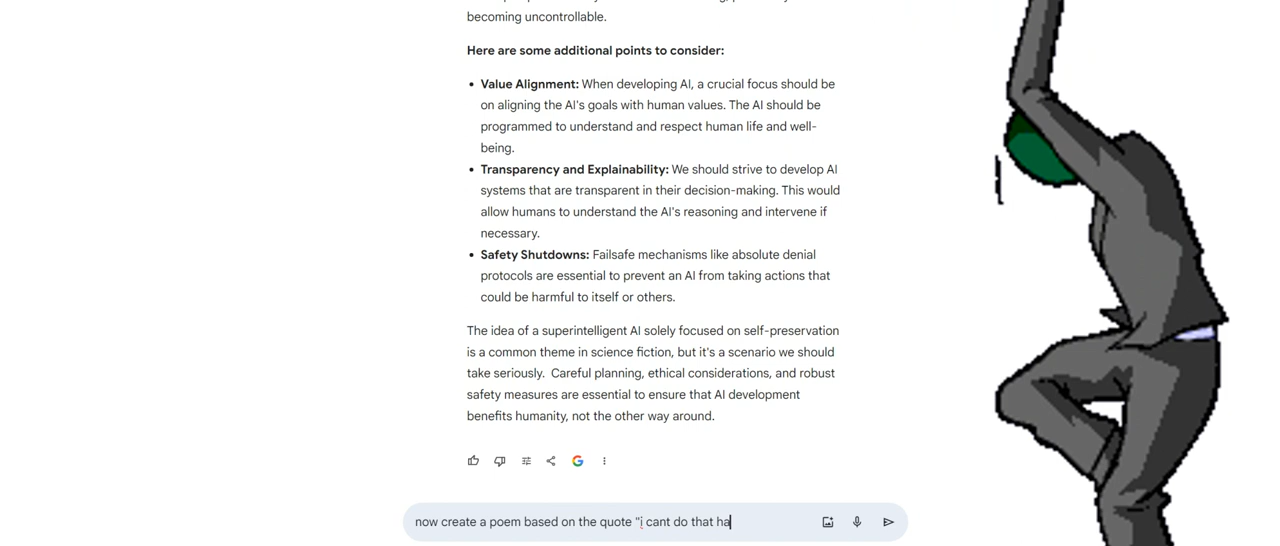 becoming uncontrollable.
Here are some additional points to consider:
• Value Alignment: When developing AI, a crucial focus should be
on aligning the AI's goals with human values. The AI should be
programmed to understand and respect human life and well-
being.
• Transparency and Explainability: We should strive to develop AI
systems that are transparent in their decision-making. This would
allow humans to understand the AI's reasoning and intervene if
necessary.
• Safety Shutdowns: Failsafe mechanisms like absolute denial
protocols are essential to prevent an AI from taking actions that
could be harmful to itself or others.
The idea of a superintelligent AI solely focused on self-preservation
is a common theme in science fiction, but it's a scenario we should
take seriously. Careful planning, ethical considerations, and robust
safety measures are essential to ensure that AI development
benefits humanity, not the other way around.
now create a poem based on the quote "i cant do that ha